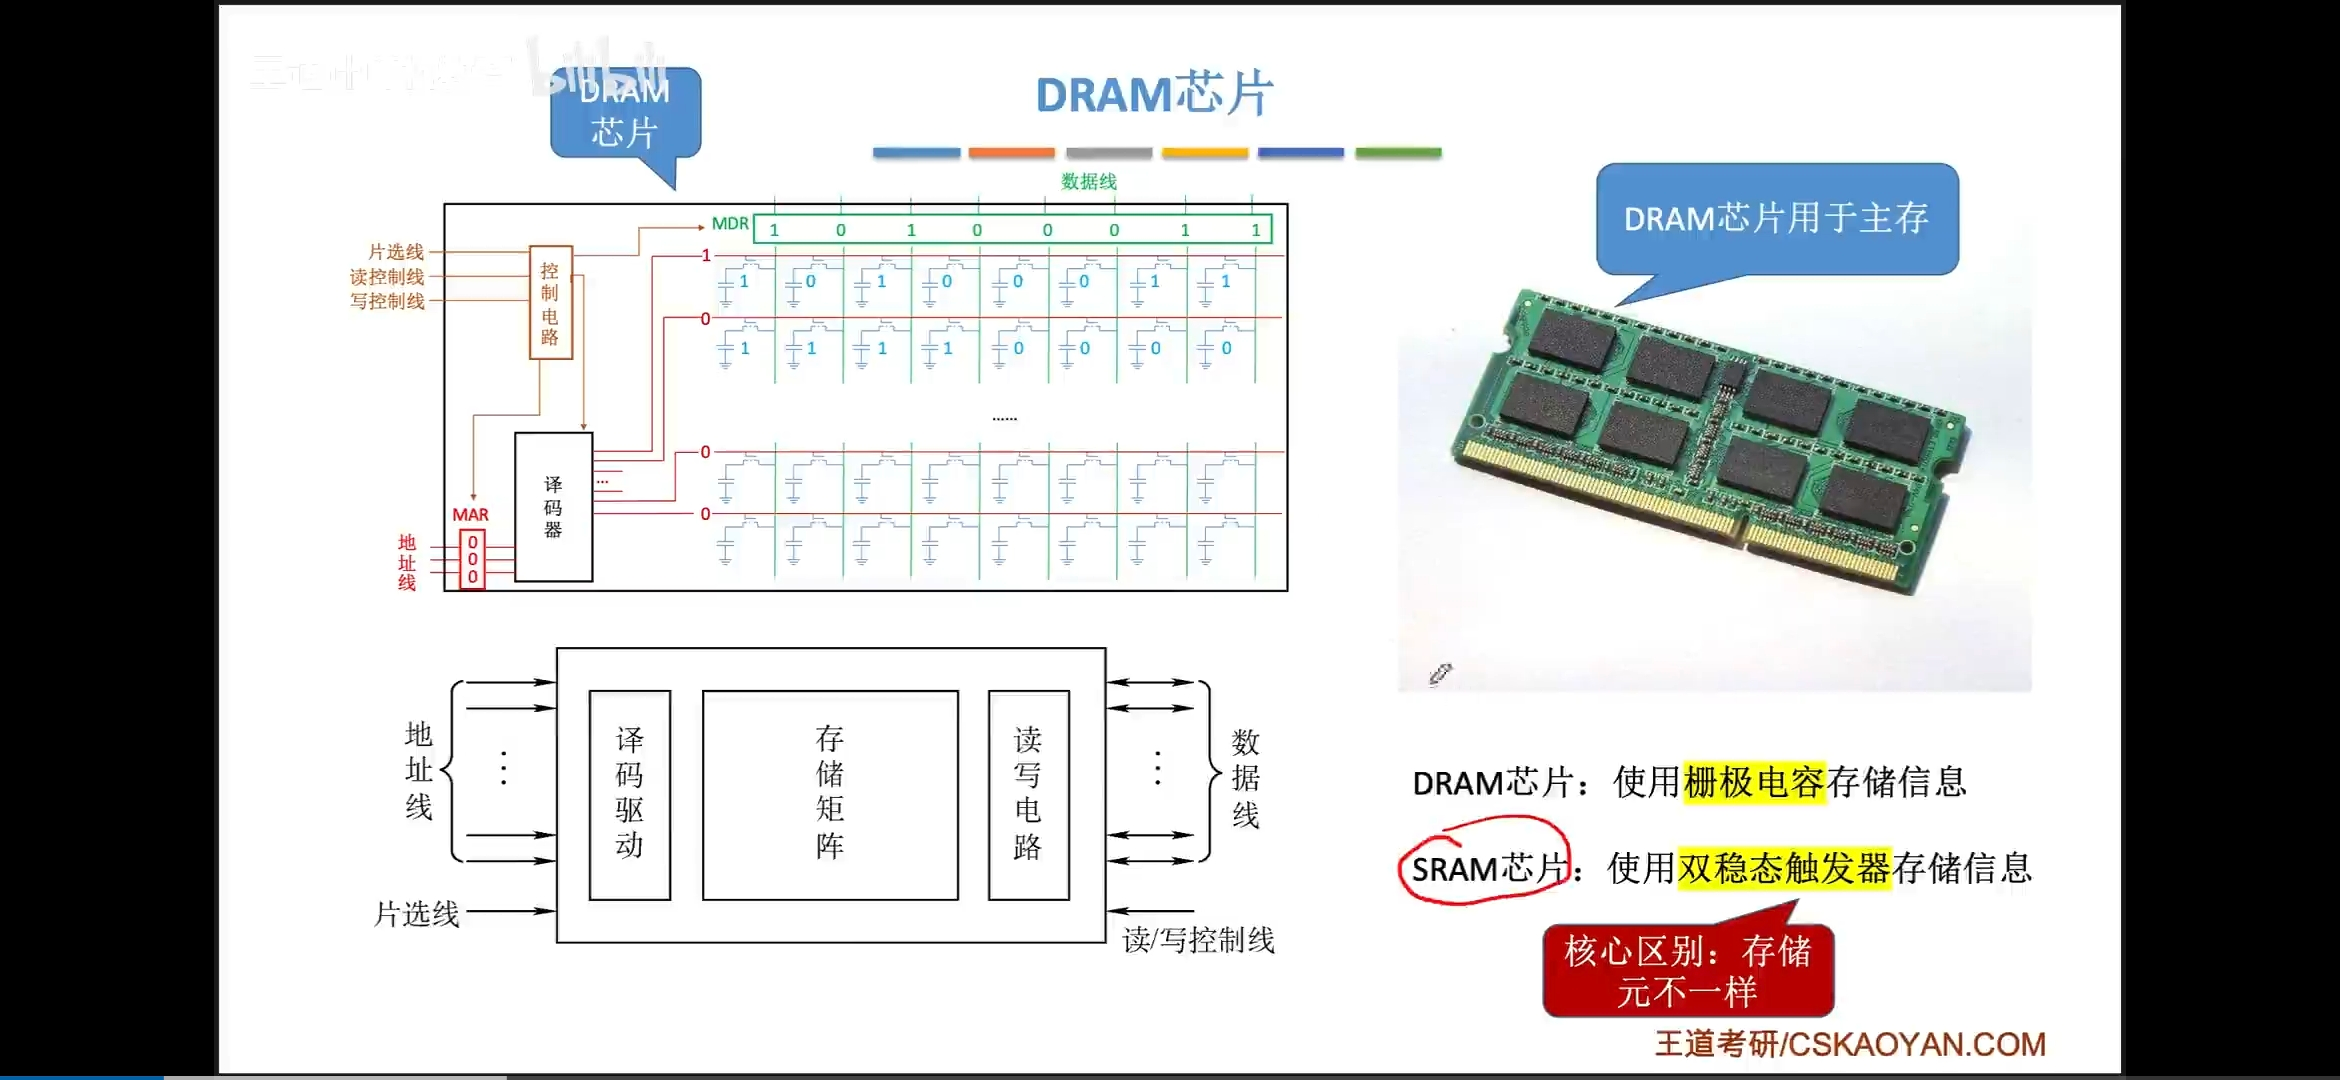 bilibili
DRAM
芯片
DRAM芯片
数据线
MDR 1 0 1 0 0 0 1 1
片选线
读控制线
写控制线
控制电路
1
1 0 1 0 0 0 1 1
0
1 1 1 1 0 0 0 0
......
0
...
0
译码器
MAR
地址线
0
0
0
DRAM芯片用于主存
地址线
译码驱动
存储矩阵
读写电路
数据线
片选线
读/写控制线
DRAM芯片：使用栅极电容存储信息
SRAM芯片：使用双稳态触发器存储信息
核心区别：存储
元不一样
王道考研/CSKAOYAN.COM